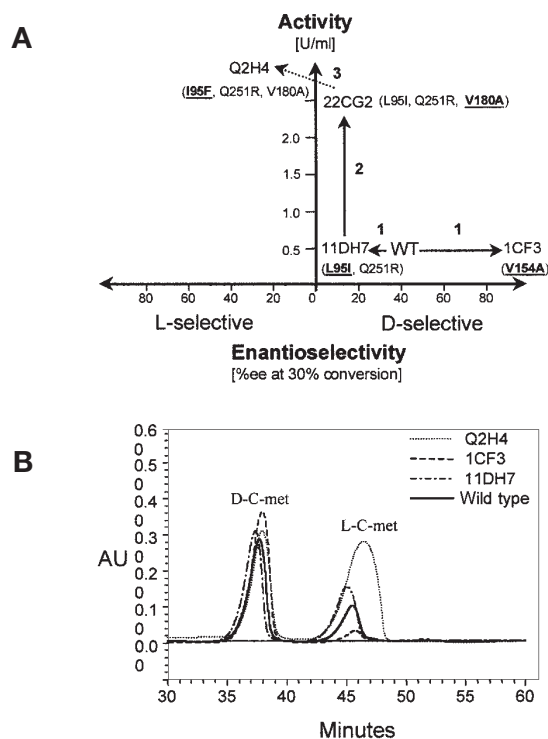 A
Activity
[U/ml]
Q2H4
3
(I95F, Q251R, V180A)
22CG2 (L95I, Q251R, V180A)
2.0
2
1.5
1.0
1
1
0.5
11DH7
WT
1CF3
(L95I, Q251R)
(V154A)
80 60 40 20 0 20 40 60 80
L-selective
D-selective
Enantioselectivity
[%ee at 30% conversion]
B
0.6
0
0.5
0
0.4
0
0.3
0
0.2
0
0.1
0
0.0
0
AU
Q2H4
1CF3
11DH7
Wild type
D-C-met
L-C-met
30 35 40 45 50 55 60
Minutes